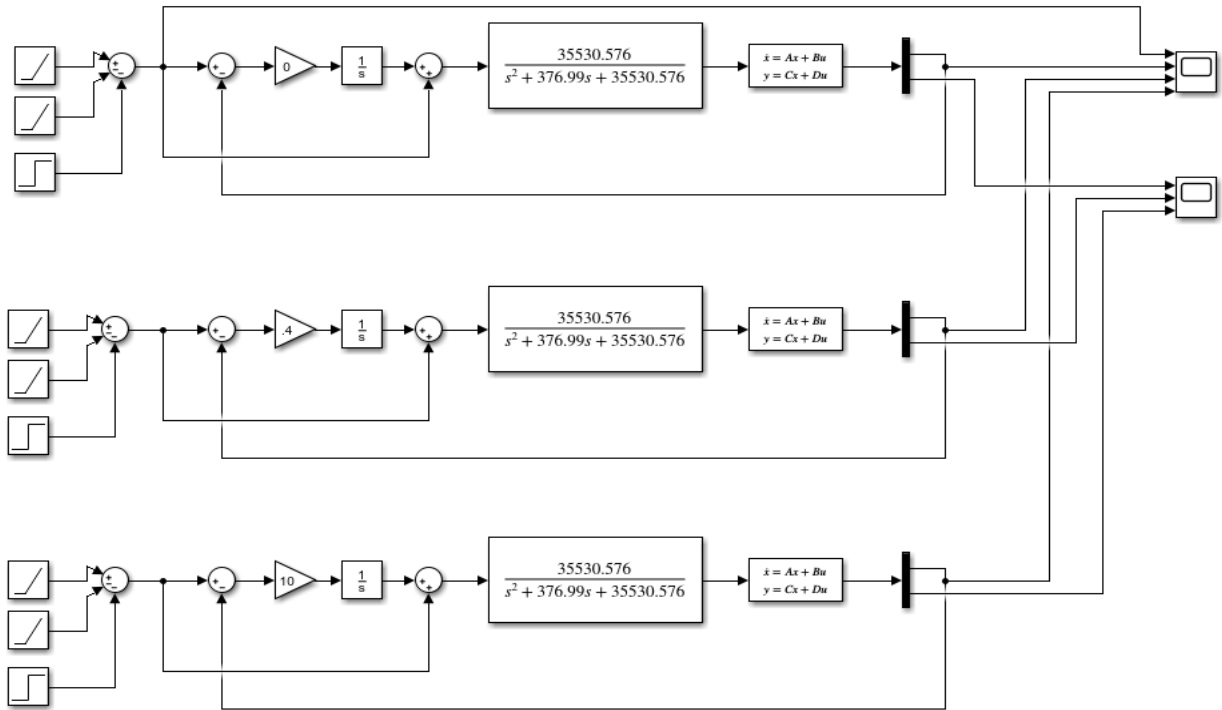 +
−
−
+
−
0
1
s
+
+
35530.576
s² + 376.99s + 35530.576
ẋ = Ax + Bu
y = Cx + Du
+
−
−
+
−
.4
1
s
+
+
35530.576
s² + 376.99s + 35530.576
ẋ = Ax + Bu
y = Cx + Du
+
−
−
+
−
10
1
s
+
+
35530.576
s² + 376.99s + 35530.576
ẋ = Ax + Bu
y = Cx + Du